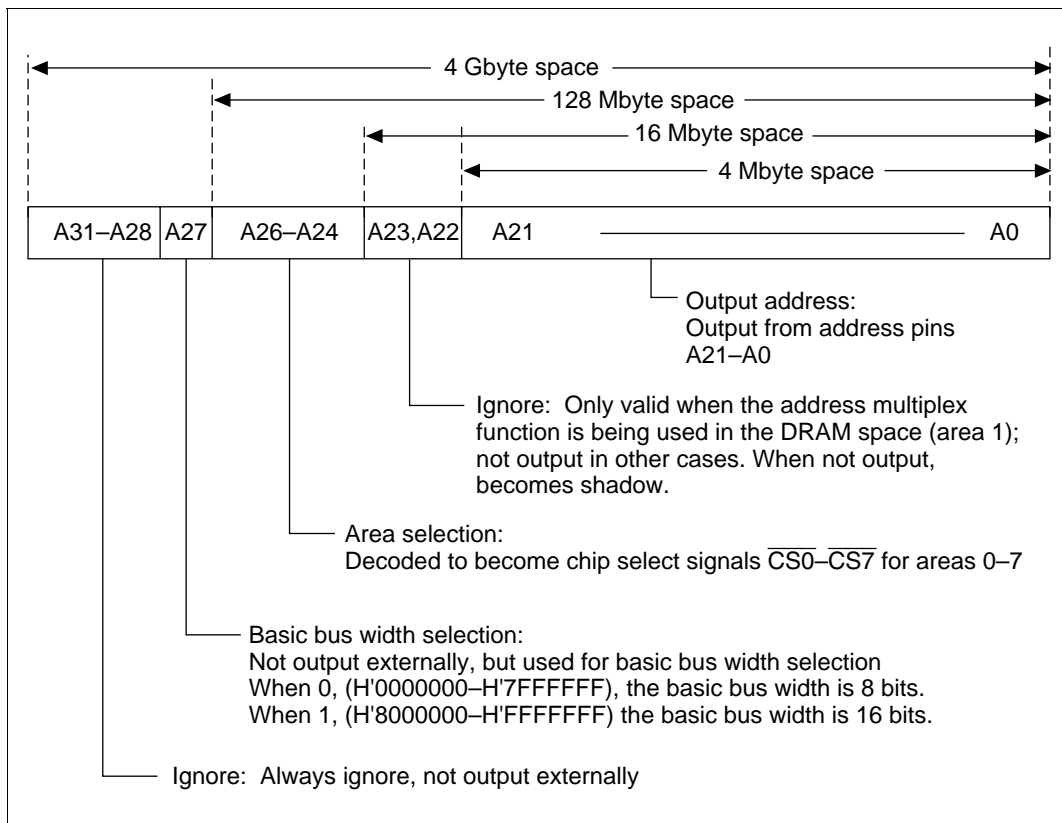 4 Gbyte space
128 Mbyte space
16 Mbyte space
4 Mbyte space
A31–A28 A27 A26–A24 A23,A22 A21 A0
Output address:
Output from address pins
A21–A0
Ignore: Only valid when the address multiplex
function is being used in the DRAM space (area 1);
not output in other cases. When not output,
becomes shadow.
Area selection:
Decoded to become chip select signals C̅S̅0̅–C̅S̅7̅ for areas 0–7
Basic bus width selection:
Not output externally, but used for basic bus width selection
When 0, (H'0000000–H'7FFFFFF), the basic bus width is 8 bits.
When 1, (H'8000000–H'FFFFFFF) the basic bus width is 16 bits.
Ignore: Always ignore, not output externally